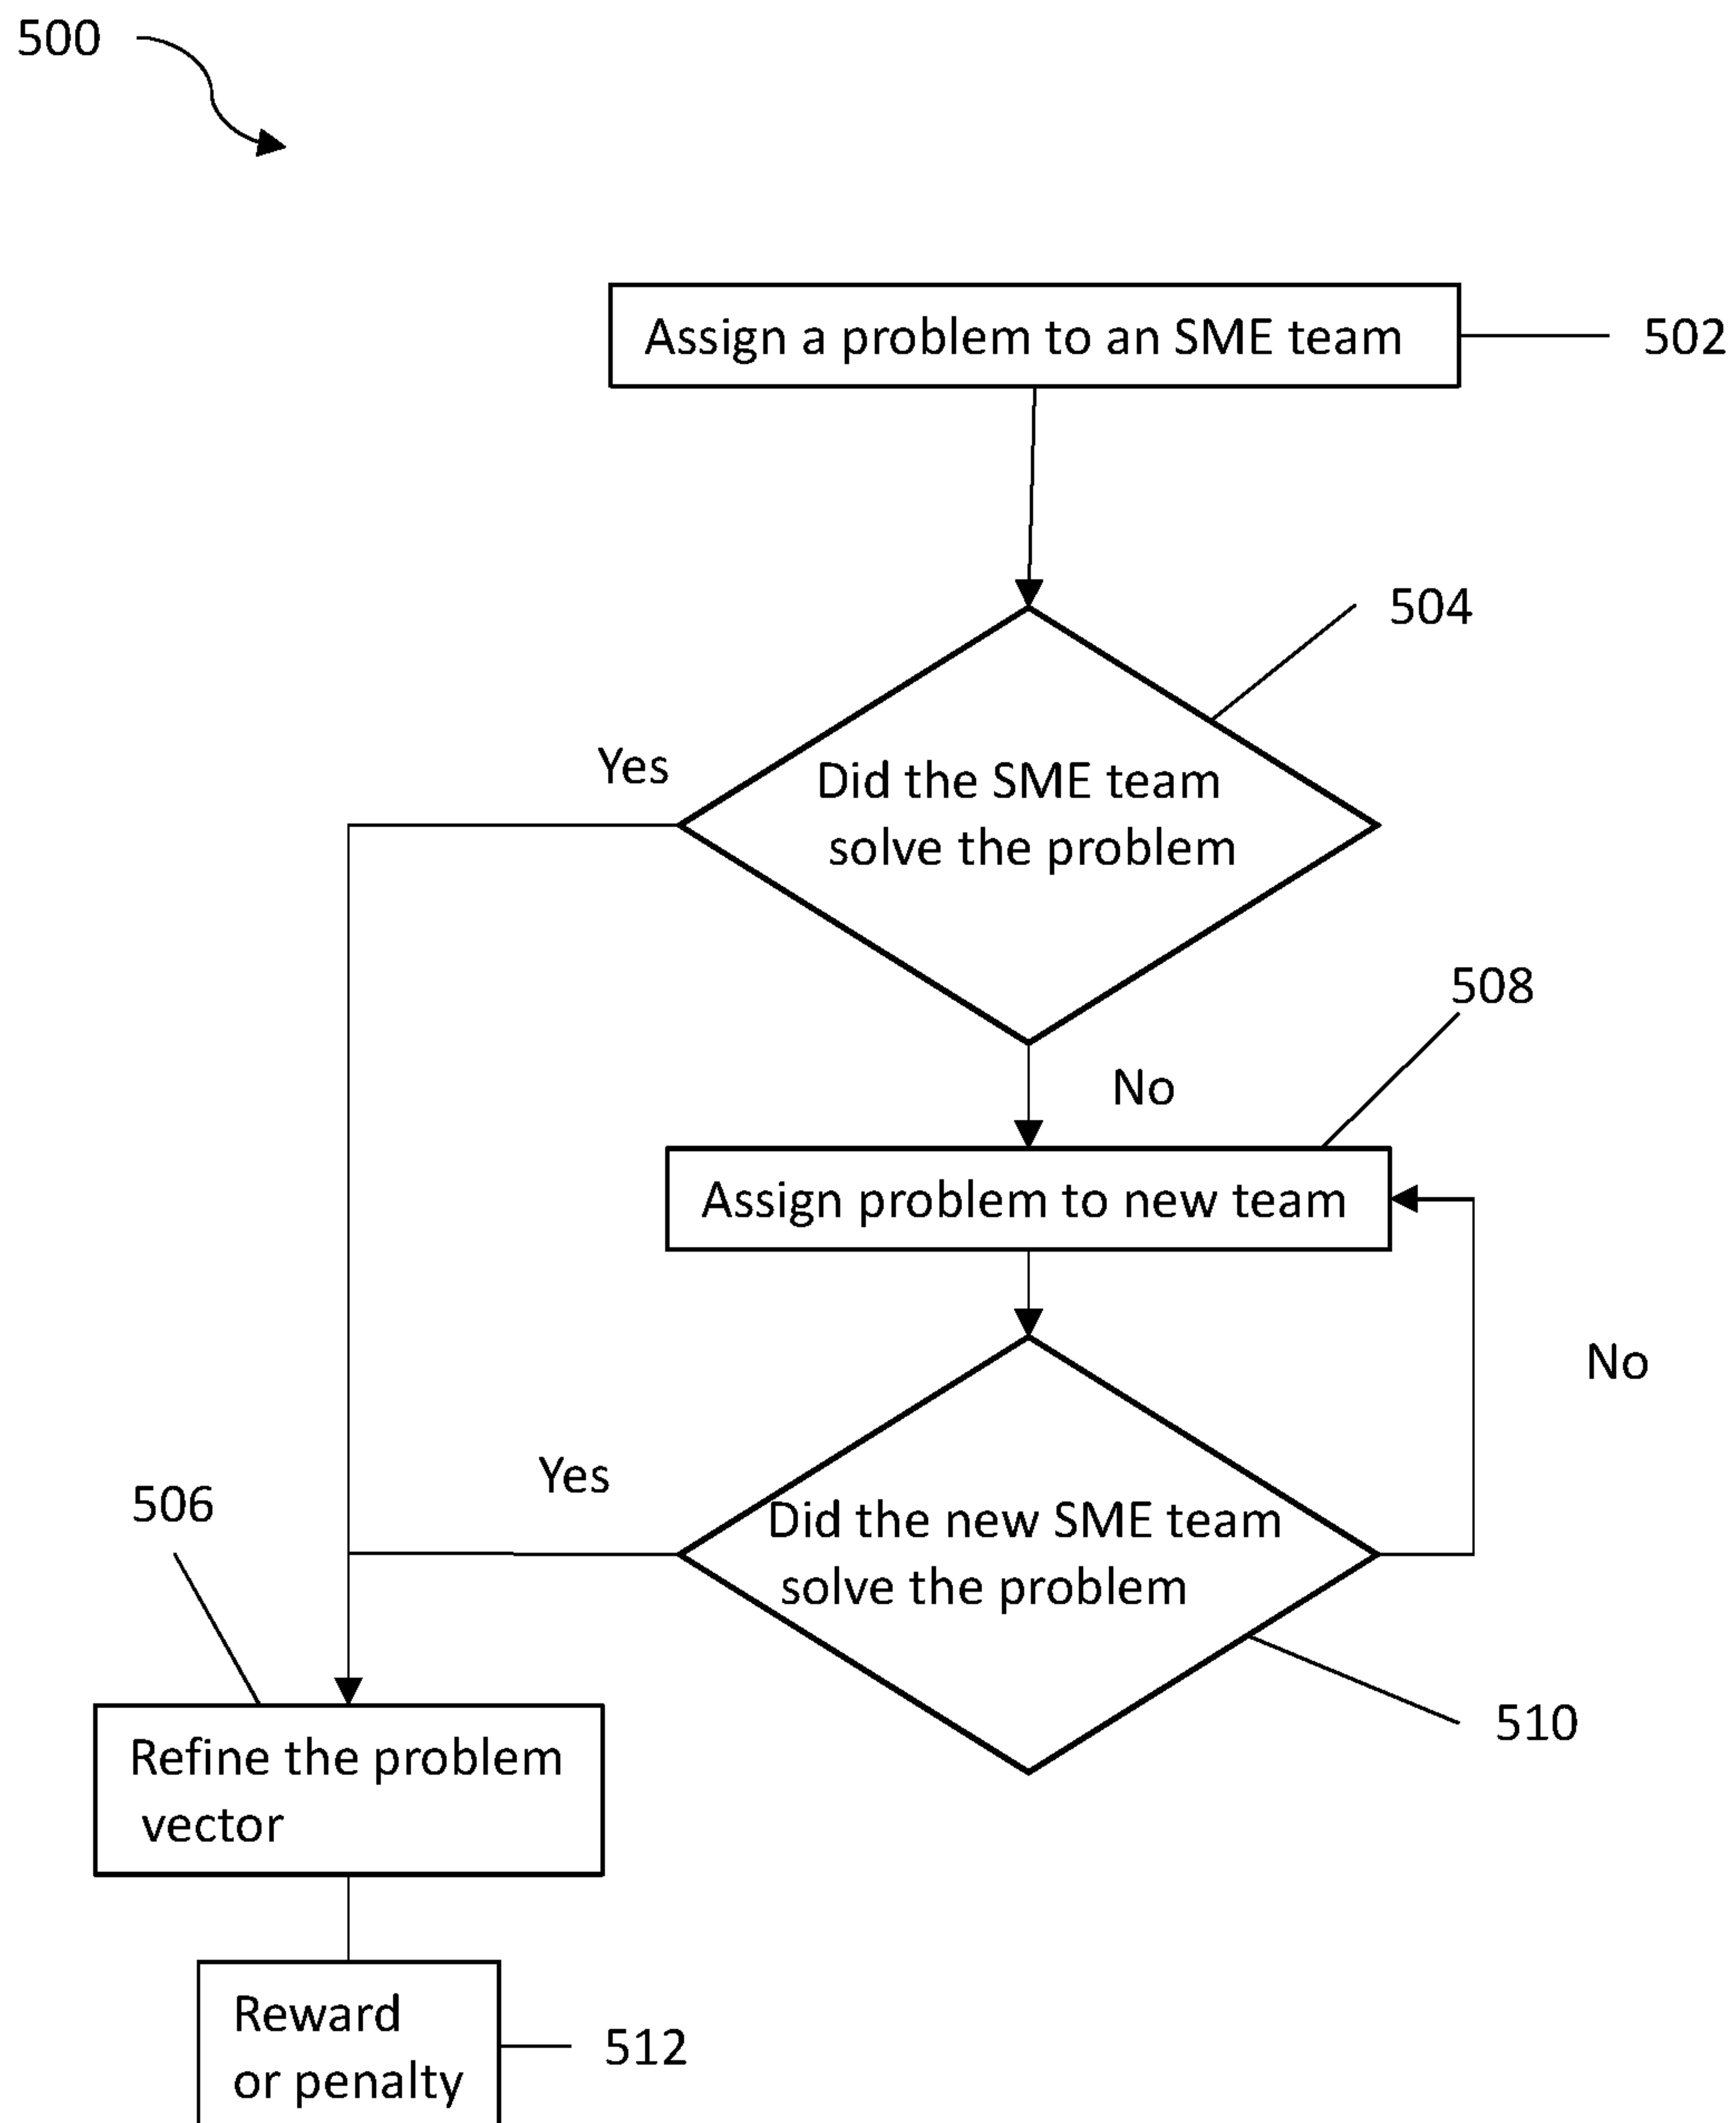 500
Assign a problem to an SME team
502
504
Yes
Did the SME team
solve the problem
508
No
Assign problem to new team
No
Yes
506
Did the new SME team
solve the problem
510
Refine the problem
vector
Reward
or penalty
512